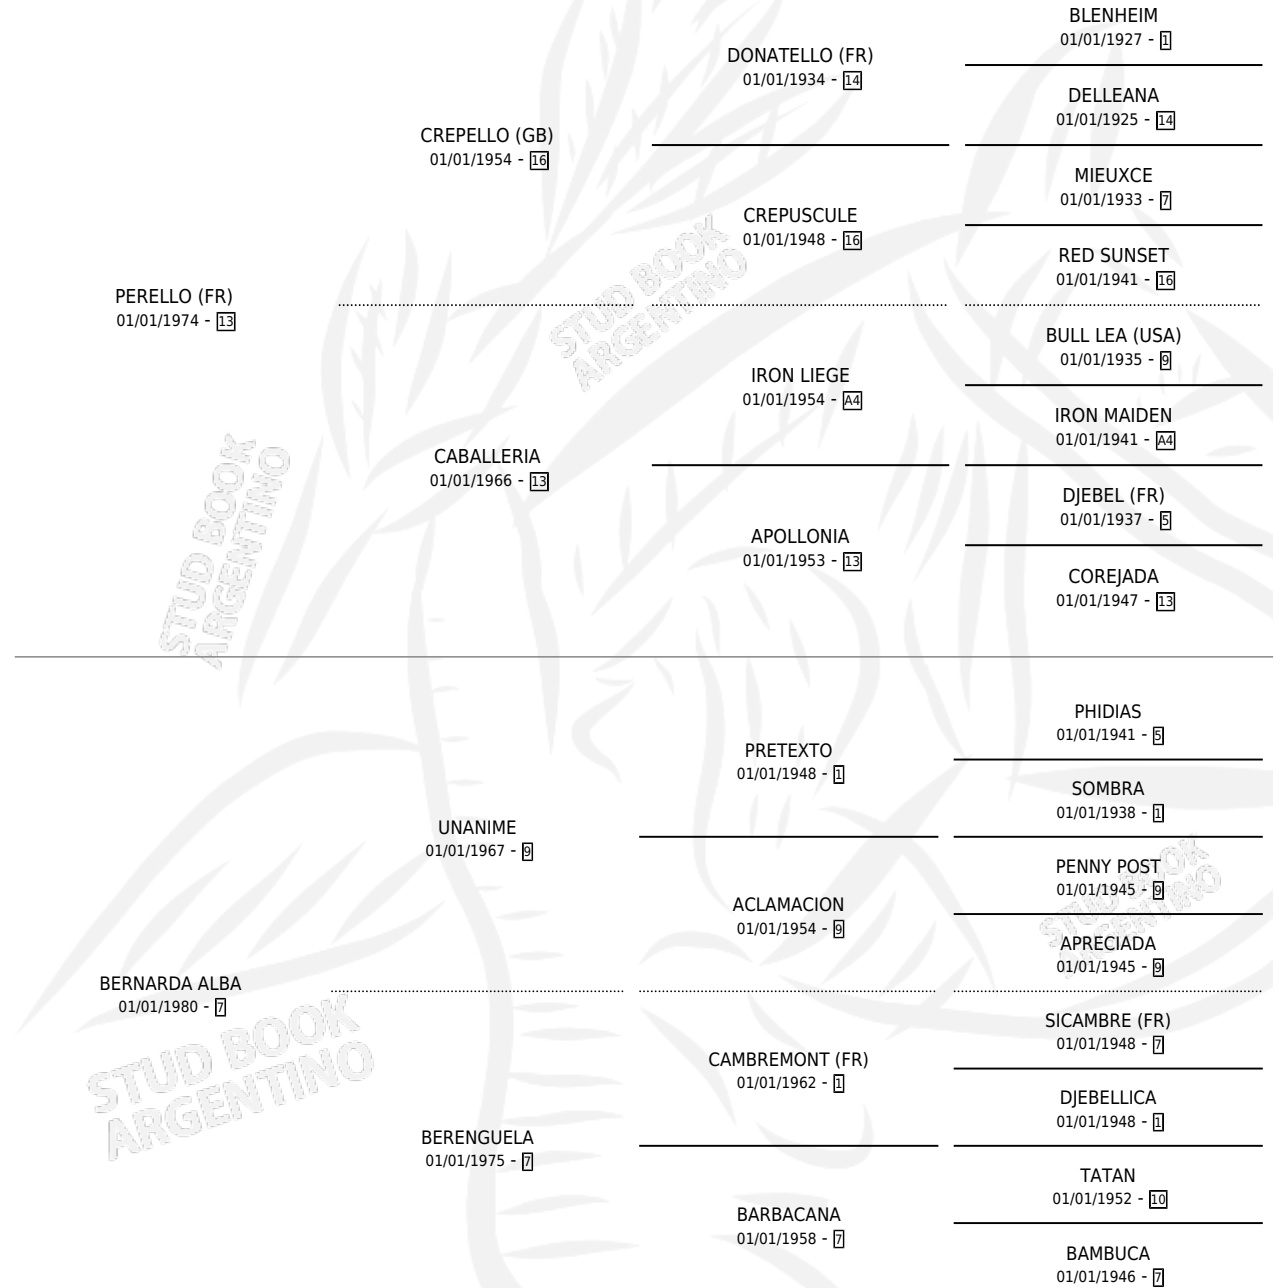 BLENHEIM
01/01/1927 - 1
DONATELLO (FR)
01/01/1934 - 14
DELLEANA
01/01/1925 - 14
CREPELLO (GB)
01/01/1954 - 16
MIEUXCE
01/01/1933 - 7
CREPUSCULE
01/01/1948 - 16
RED SUNSET
01/01/1941 - 16
PERELLO (FR)
01/01/1974 - 13
STUD BOOK
ARGENTINO
BULL LEA (USA)
01/01/1935 - 9
IRON LIEGE
01/01/1954 - A4
IRON MAIDEN
01/01/1941 - A4
CABALLERIA
01/01/1966 - 13
DJEBEL (FR)
01/01/1937 - 5
APOLLONIA
01/01/1953 - 13
COREJADA
01/01/1947 - 13
STUD BOOK
ARGENTINO
PHIDIAS
01/01/1941 - 5
PRETEXTO
01/01/1948 - 1
SOMBRA
01/01/1938 - 1
UNANIME
01/01/1967 - 9
PENNY POST
01/01/1945 - 9
STUD BOOK
ARGENTINO
ACLAMACION
01/01/1954 - 9
APRECIADA
01/01/1945 - 9
BERNARDA ALBA
01/01/1980 - 7
SICAMBRE (FR)
01/01/1948 - 7
CAMBREMONT (FR)
01/01/1962 - 1
DJEBELLICA
01/01/1948 - 1
STUD BOOK
ARGENTINO
BERENGUELA
01/01/1975 - 7
TATAN
01/01/1952 - 10
BARBACANA
01/01/1958 - 7
BAMBUCA
01/01/1946 - 7